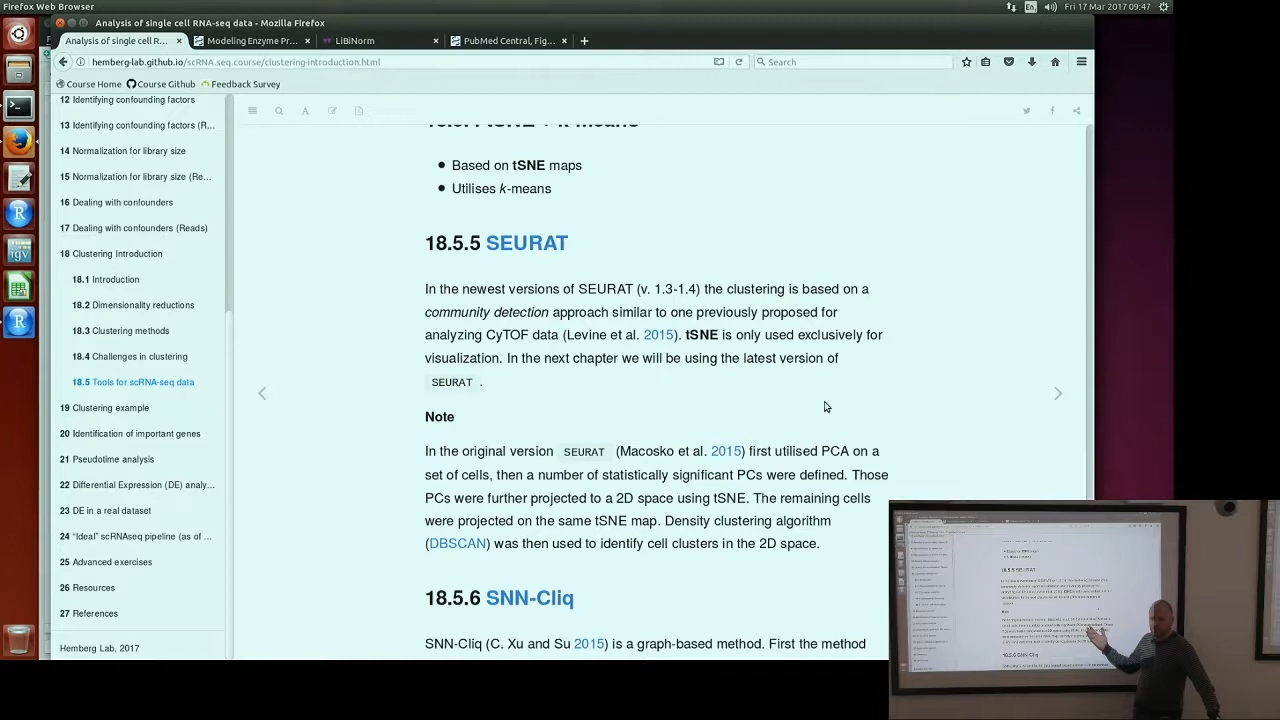 Firefox Web Browser
En
Fri 17 Mar 2017 09:47
Analysis of single cell RNA-seq data - Mozilla Firefox
Analysis of single cell R...
Modeling Enzyme Pr...
LiBiNorm
PubMed Central, Fig...
hemberg-lab.github.io/scRNA.seq.course/clustering-introduction.html
Search
Course Home
Course Github
Feedback Survey
12 Identifying confounding factors
13 Identifying confounding factors (R...
14 Normalization for library size
15 Normalization for library size (Re...
16 Dealing with confounders
17 Dealing with confounders (Reads)
18 Clustering Introduction
18.1 Introduction
18.2 Dimensionality reductions
18.3 Clustering methods
18.4 Challenges in clustering
18.5 Tools for scRNA-seq data
19 Clustering example
20 Identification of important genes
21 Pseudotime analysis
22 Differential Expression (DE) analy...
23 DE in a real dataset
24 “Ideal” scRNAseq pipeline (as of ...
25 Advanced exercises
26 Resources
27 References
Hemberg Lab, 2017
Based on tSNE maps
Utilises k-means
18.5.5 SEURAT
In the newest versions of SEURAT (v. 1.3-1.4) the clustering is based on a
community detection approach similar to one previously proposed for
analyzing CyTOF data (Levine et al. 2015). tSNE is only used exclusively for
visualization. In the next chapter we will be using the latest version of
SEURAT .
Note
In the original version SEURAT (Macosko et al. 2015) first utilised PCA on a
set of cells, then a number of statistically significant PCs were defined. Those
PCs were further projected to a 2D space using tSNE. The remaining cells
were projected on the same tSNE map. Density clustering algorithm
(DBSCAN) was then used to identify cell clusters in the 2D space.
18.5.6 SNN-Cliq
SNN-Cliq (C. Xu and Su 2015) is a graph-based method. First the method
igv